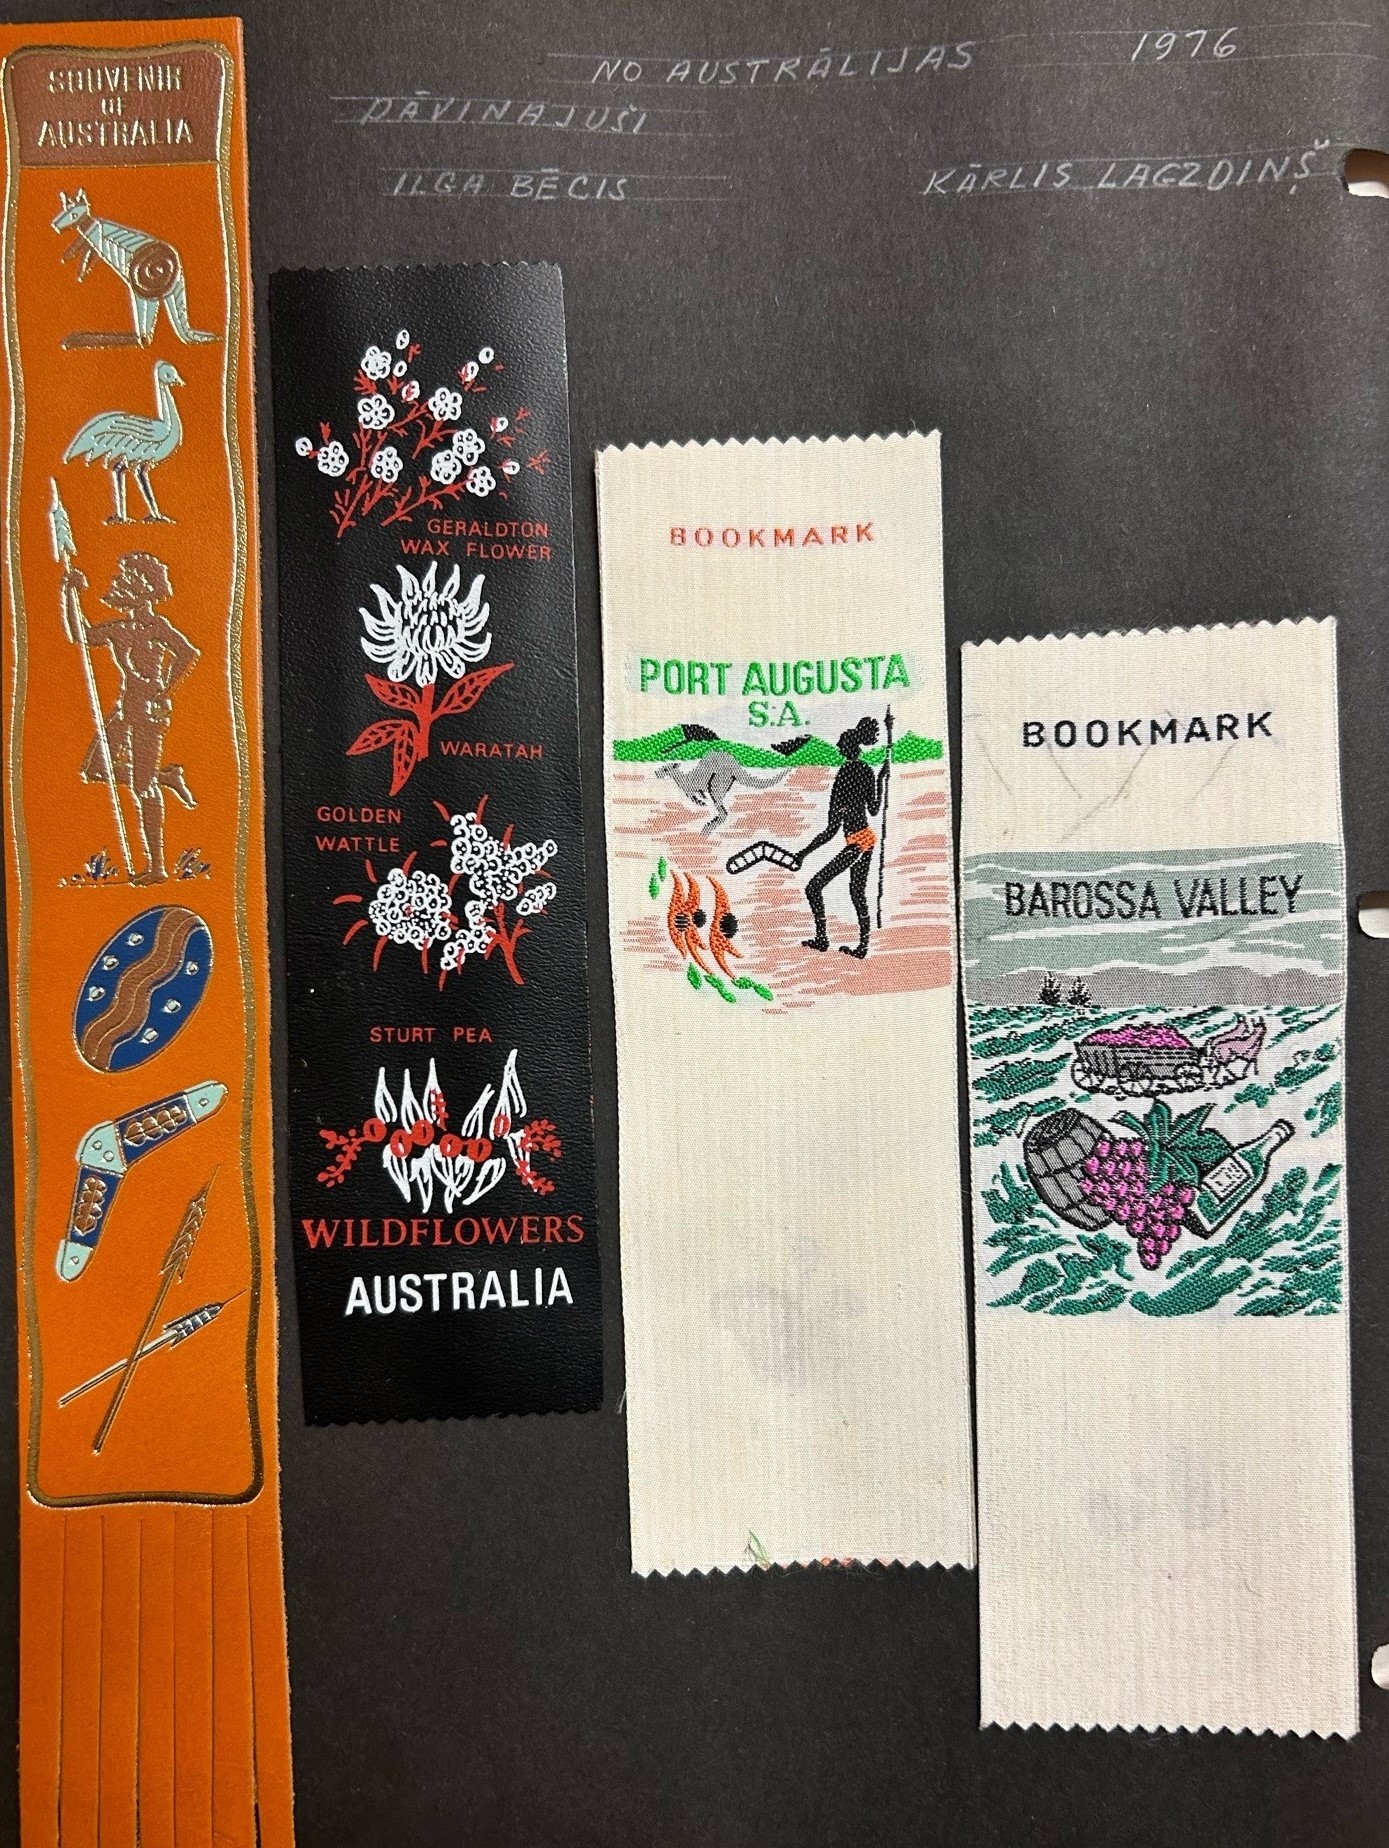 NO AUSTRĀLIJAS 1976
DĀVINAJUŠI
ILGA BĒCIS KĀRLIS LAGZDIŅŠ
SOUVENIR
OF
AUSTRALIA
GERALDTON
WAX FLOWER
WARATAH
GOLDEN
WATTLE
STURT PEA
WILDFLOWERS
AUSTRALIA
BOOKMARK
PORT AUGUSTA
S.A.
BOOKMARK
BAROSSA VALLEY